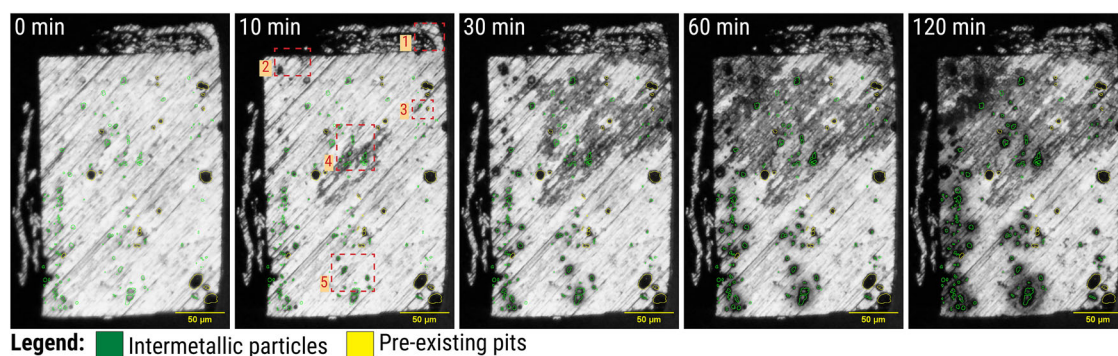 0 min
10 min
30 min
60 min
120 min
1
2
3
4
5
50 µm
50 µm
50 µm
50 µm
50 µm
Legend: Intermetallic particles Pre-existing pits